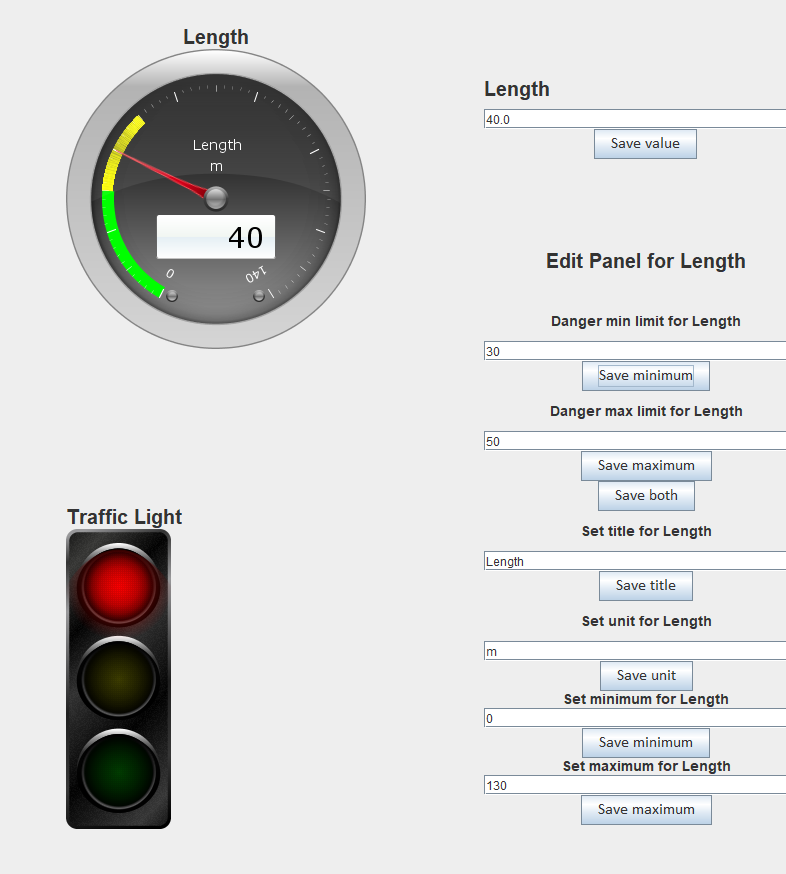 Length
Length
m
40
0
140
Traffic Light
Length
40.0
Save value
Edit Panel for Length
Danger min limit for Length
30
Save minimum
Danger max limit for Length
50
Save maximum
Save both
Set title for Length
Length
Save title
Set unit for Length
m
Save unit
Set minimum for Length
0
Save minimum
Set maximum for Length
130
Save maximum